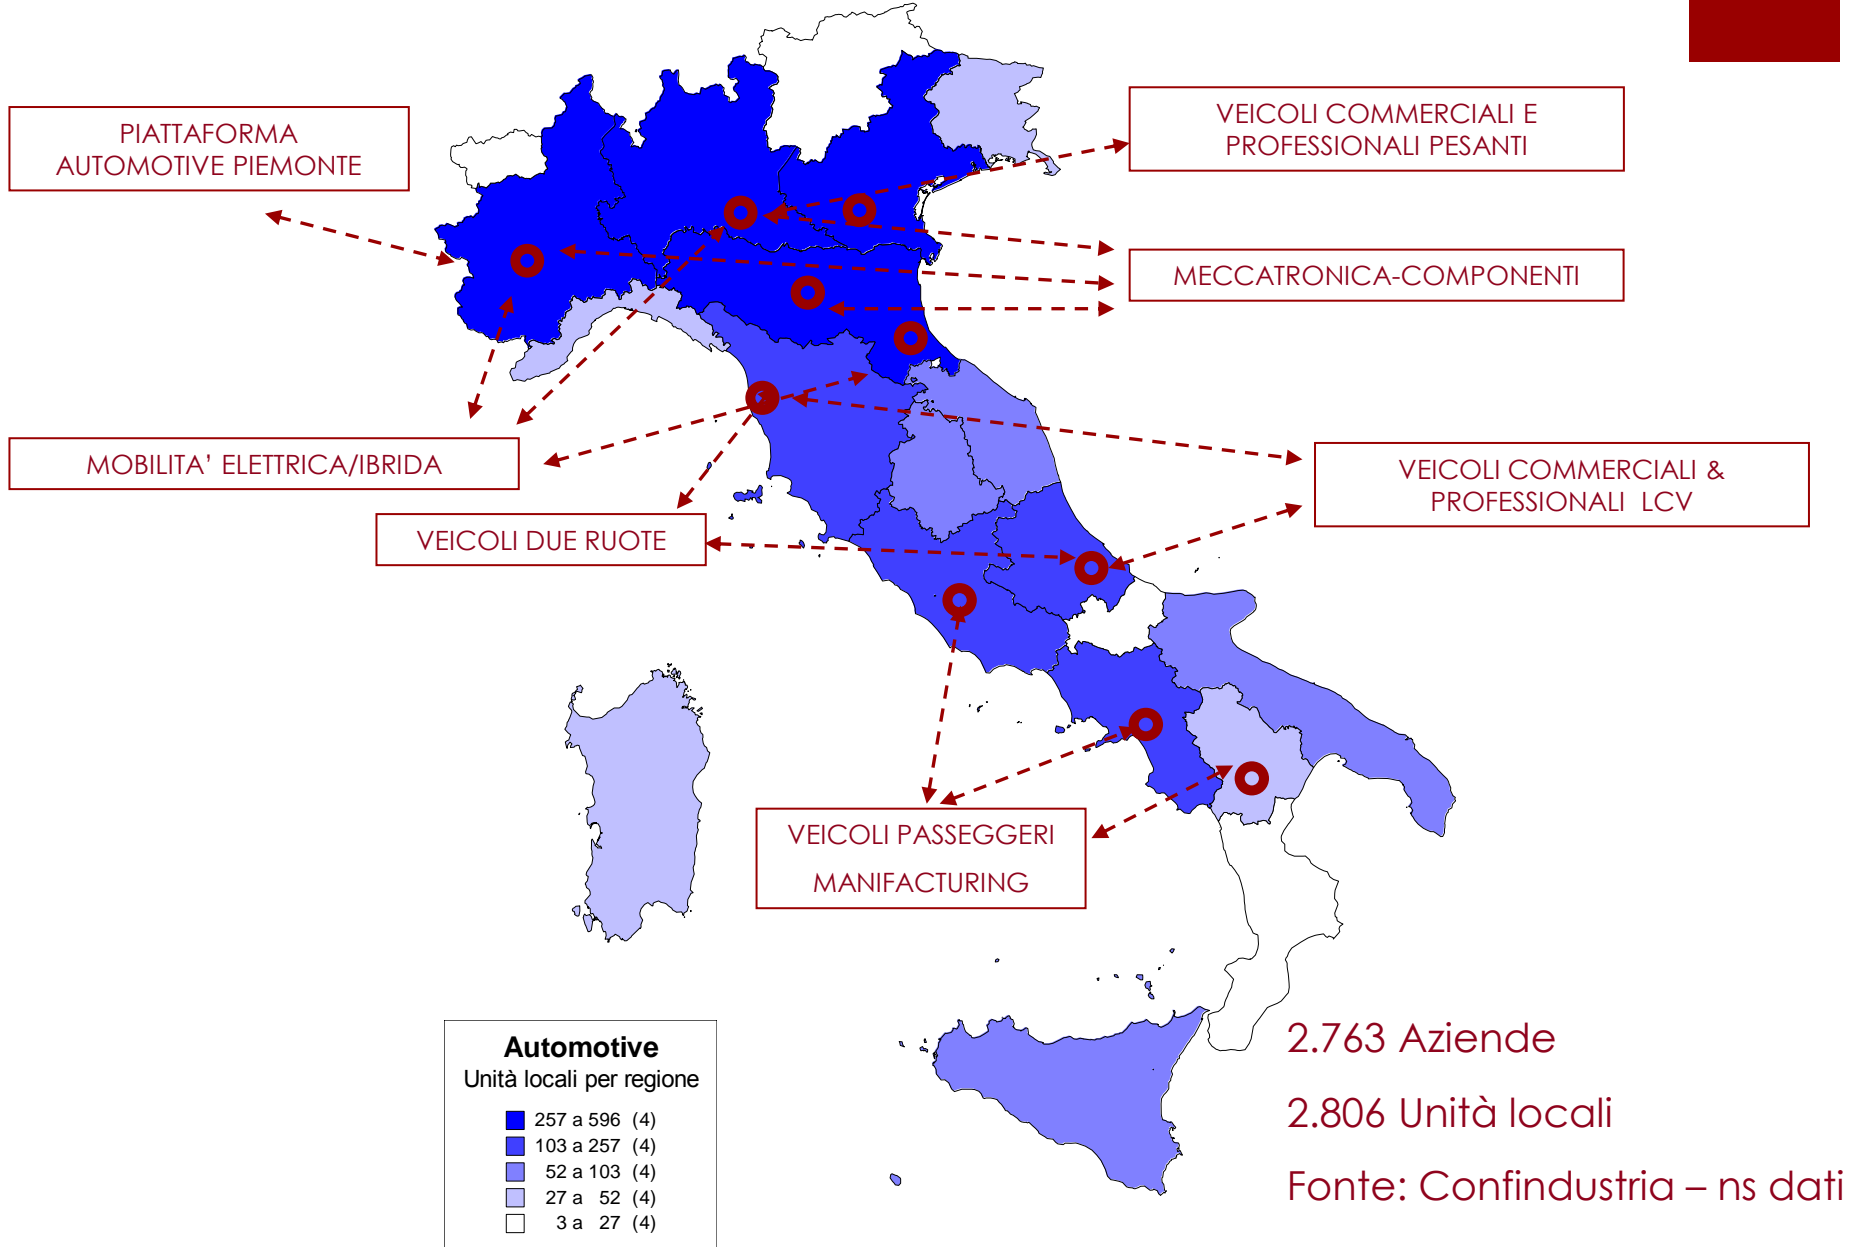 PIATTAFORMA
AUTOMOTIVE PIEMONTE
VEICOLI COMMERCIALI E
PROFESSIONALI PESANTI
MECCATRONICA-COMPONENTI
MOBILITA’ ELETTRICA/IBRIDA
VEICOLI COMMERCIALI &
PROFESSIONALI LCV
VEICOLI DUE RUOTE
VEICOLI PASSEGGERI
MANIFACTURING
Automotive
Unità locali per regione
257 a 596 (4)
103 a 257 (4)
52 a 103 (4)
27 a 52 (4)
3 a 27 (4)
2.763 Aziende
2.806 Unità locali
Fonte: Confindustria – ns dati